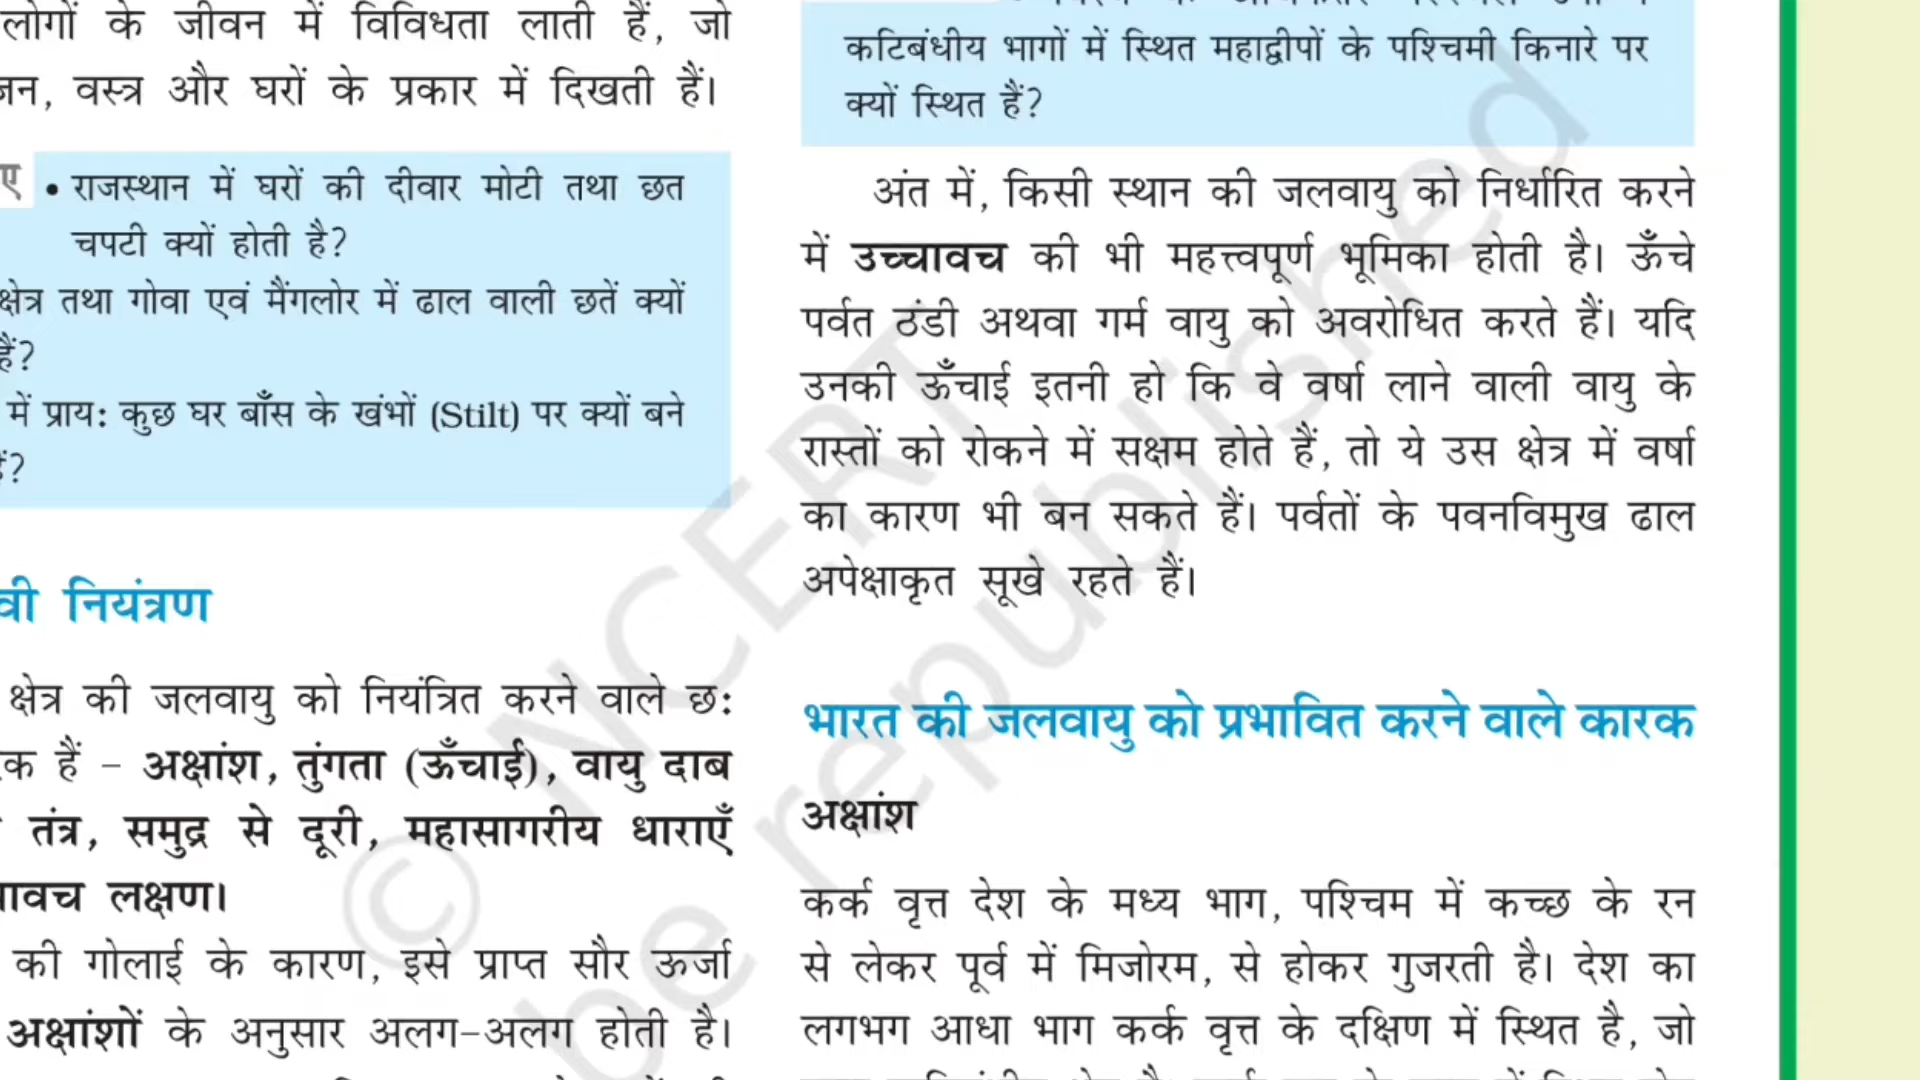 लोगों के जीवन में विविधता लाती हैं, जो
वस्त्र और घरों के प्रकार में दिखती हैं।
• राजस्थान में घरों की दीवार मोटी तथा छत
चपटी क्यों होती है?
क्षेत्र तथा गोवा एवं मैंगलोर में ढाल वाली छतें क्यों
हैं?
में प्राय: कुछ घर बाँस के खंभों (Stilt) पर क्यों बने
नियंत्रण
क्षेत्र की जलवायु को नियंत्रित करने वाले छ:
हैं – अक्षांश, तुंगता (ऊँचाई), वायु दाब
तंत्र, समुद्र से दूरी, महासागरीय धाराएँ
लक्षण।
की गोलाई के कारण, इसे प्राप्त सौर ऊर्जा
अक्षांशों के अनुसार अलग-अलग होती है।
कटिबंधीय भागों में स्थित महाद्वीपों के पश्चिमी किनारे पर
क्यों स्थित हैं?
अंत में, किसी स्थान की जलवायु को निर्धारित करने
में उच्चावच की भी महत्त्वपूर्ण भूमिका होती है। ऊँचे
पर्वत ठंडी अथवा गर्म वायु को अवरोधित करते हैं। यदि
उनकी ऊँचाई इतनी हो कि वे वर्षा लाने वाली वायु के
रास्तों को रोकने में सक्षम होते हैं, तो ये उस क्षेत्र में वर्षा
का कारण भी बन सकते हैं। पर्वतों के पवनविमुख ढाल
अपेक्षाकृत सूखे रहते हैं।
भारत की जलवायु को प्रभावित करने वाले कारक
अक्षांश
कर्क वृत्त देश के मध्य भाग, पश्चिम में कच्छ के रन
से लेकर पूर्व में मिजोरम, से होकर गुजरती है। देश का
लगभग आधा भाग कर्क वृत्त के दक्षिण में स्थित है, जो
© NCERT
be republished